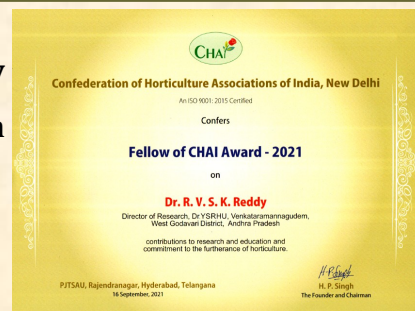 CHAI
Confederation of Horticulture Associations of India, New Delhi
An ISO 9001: 2015 Certified
Confers
Fellow of CHAI Award - 2021
on
Dr. R. V. S. K. Reddy
Director of Research, Dr.YSRHU, Venkataramannagudem,
West Godavari District, Andhra Pradesh
contributions to research and education and
commitment to the furtherance of horticulture.
PJTSAU, Rajendranagar, Hyderabad, Telangana
16 September, 2021
H. P. Singh
The Founder and Chairman